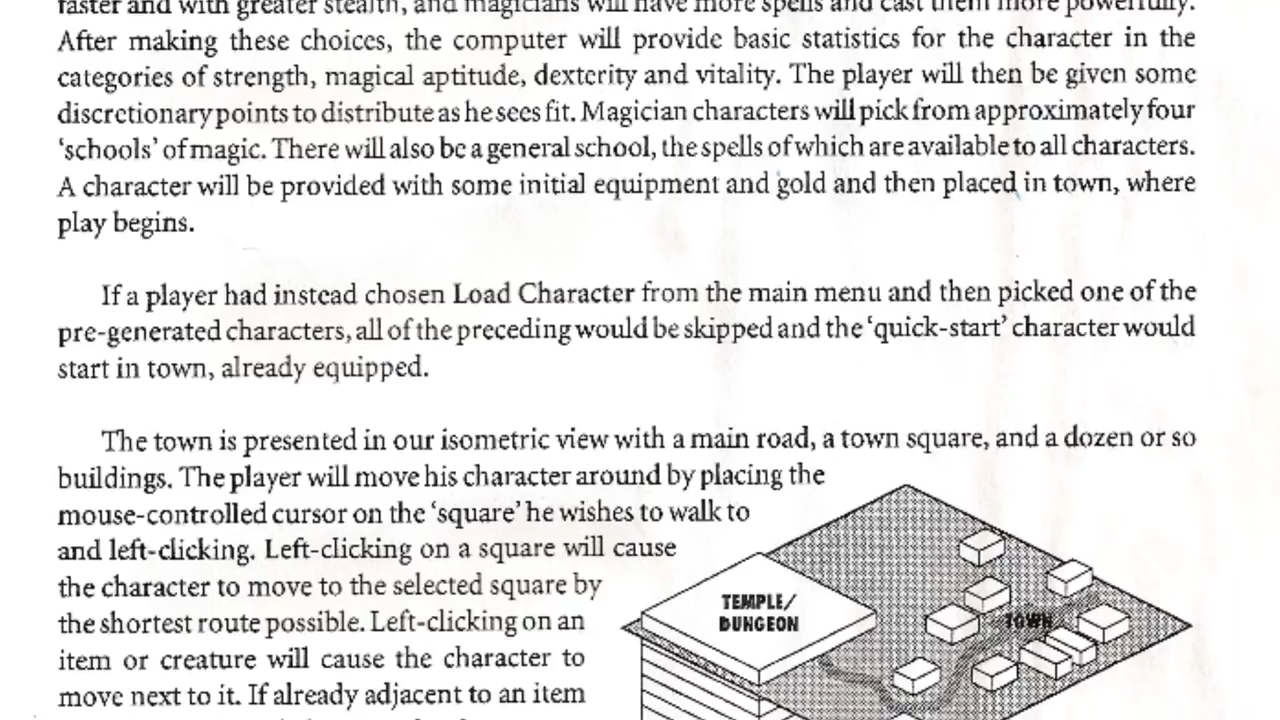 faster and with greater stealth, and magicians will have more spells and cast them more powerfully.
After making these choices, the computer will provide basic statistics for the character in the
categories of strength, magical aptitude, dexterity and vitality. The player will then be given some
discretionary points to distribute as he sees fit. Magician characters will pick from approximately four
‘schools’ of magic. There will also be a general school, the spells of which are available to all characters.
A character will be provided with some initial equipment and gold and then placed in town, where
play begins.
If a player had instead chosen Load Character from the main menu and then picked one of the
pre-generated characters, all of the preceding would be skipped and the ‘quick-start’ character would
start in town, already equipped.
The town is presented in our isometric view with a main road, a town square, and a dozen or so
buildings. The player will move his character around by placing the
mouse-controlled cursor on the ‘square’ he wishes to walk to
and left-clicking. Left-clicking on a square will cause
the character to move to the selected square by
the shortest route possible. Left-clicking on an
item or creature will cause the character to
move next to it. If already adjacent to an item
TEMPLE/
DUNGEON
TOWN